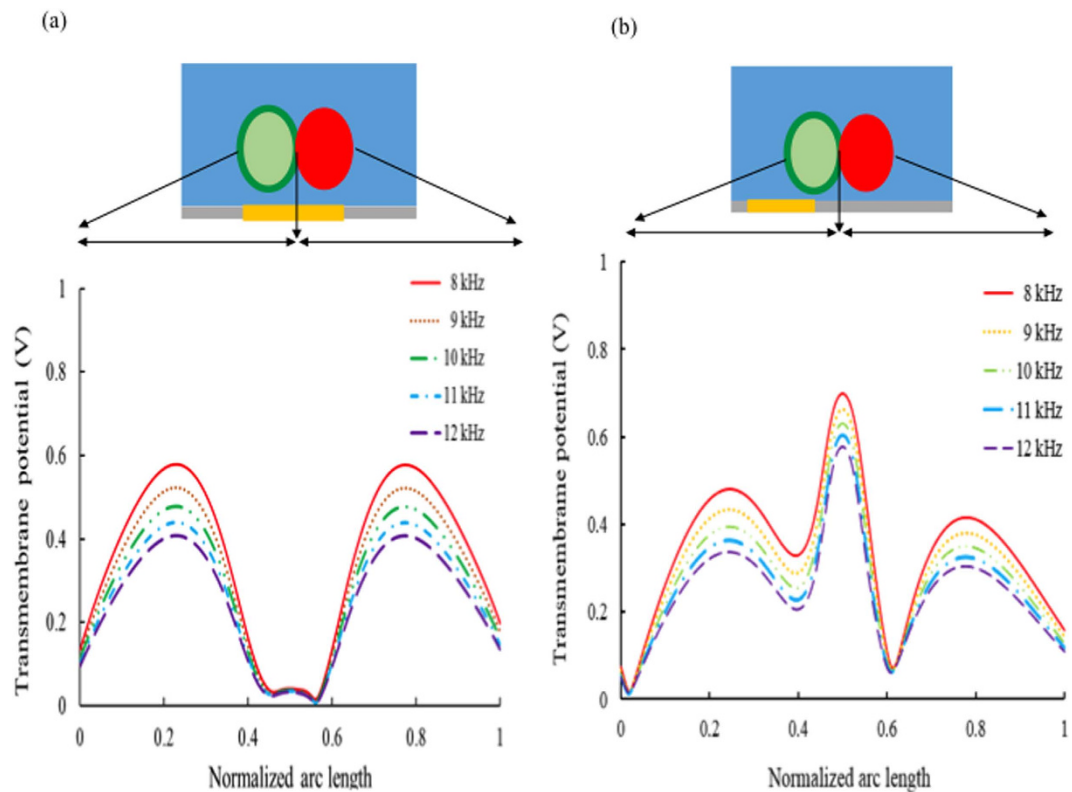 (a)
8 kHz
9 kHz
10 kHz
11 kHz
12 kHz
Transmembrane potential (V)
1
0.8
0.6
0.4
0.2
0
0
0.2
0.4
0.6
0.8
1
Normalized arc length
(b)
8 kHz
9 kHz
10 kHz
11 kHz
12 kHz
Transmembrane potential (V)
1
0.8
0.6
0.4
0.2
0
0
0.2
0.4
0.6
0.8
1
Normalized arc length